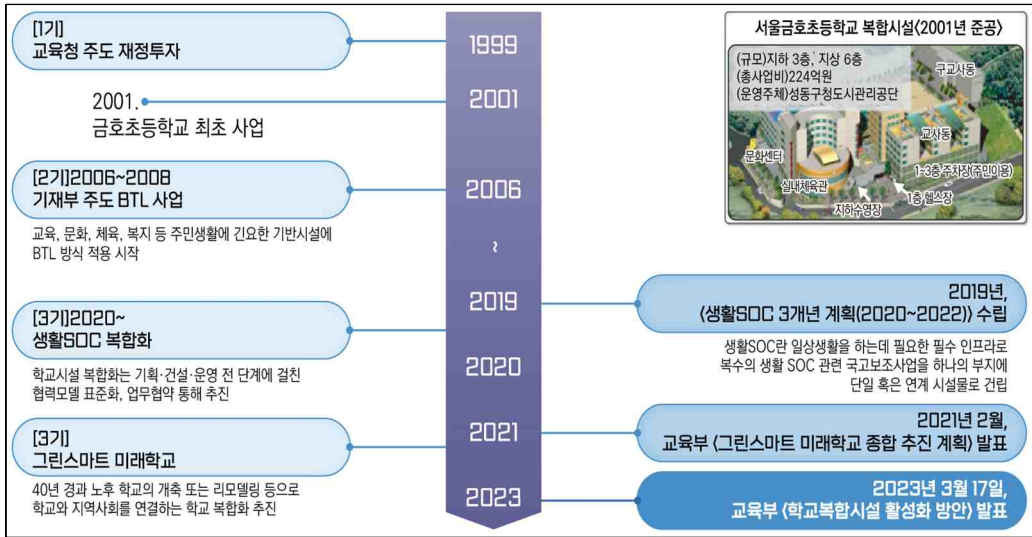 [1기]
교육청 주도 재정투자
1999
2001.
금호초등학교 최초 사업
2001
[2기]2006~2008
기재부 주도 BTL 사업
교육, 문화, 체육, 복지 등 주민생활에 긴요한 기반시설에
BTL 방식 적용 시작
2006
~
2019
[3기]2020~
생활SOC 복합화
학교시설 복합화는 기획·건설·운영 전 단계에 걸친
협력모델 표준화, 업무협약 통해 추진
2020
[3기]
그린스마트 미래학교
40년 경과 노후 학교의 개축 또는 리모델링 등으로
학교와 지역사회를 연결하는 학교 복합화 추진
2021
2023
서울금호초등학교 복합시설<2001년 준공>
(규모)지하 3층, 지상 6층
(총사업비)224억원
(운영주체)성동구청도시관리공단
구교사동
교사동
문화센터
실내체육관
1~3층 주차장(주민이용)
1층 헬스장
지하수영장
2019년,
<생활SOC 3개년 계획(2020~2022)> 수립
생활SOC란 일상생활을 하는데 필요한 필수 인프라로
복수의 생활 SOC 관련 국고보조사업을 하나의 부지에
단일 혹은 연계 시설물로 건립
2021년 2월,
교육부 <그린스마트 미래학교 종합 추진 계획> 발표
2023년 3월 17일,
교육부 <학교복합시설 활성화 방안> 발표